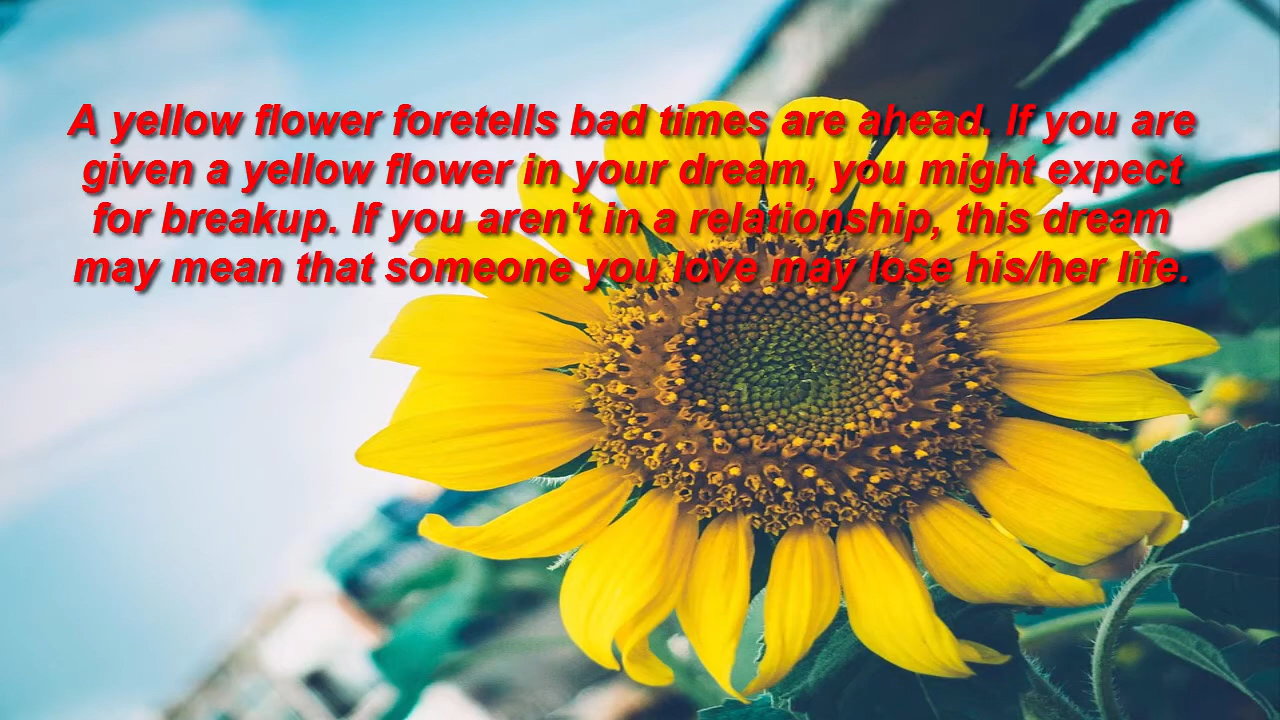 A yellow flower foretells bad times are ahead. If you are
given a yellow flower in your dream, you might expect
for breakup. If you aren't in a relationship, this dream
may mean that someone you love may lose his/her life.